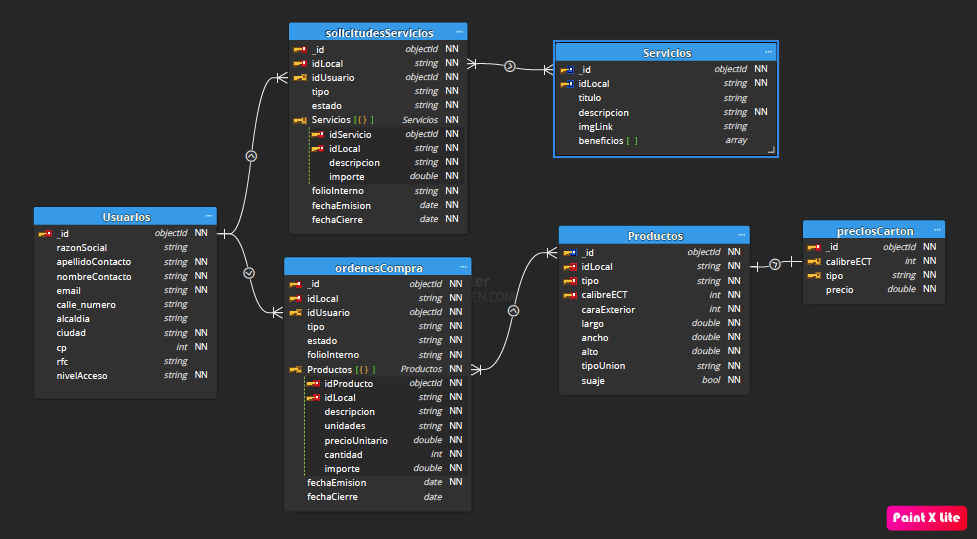 solicitudesServicios ...
_id objectId NN
idLocal string NN
idUsuario objectId NN
tipo string NN
estado string NN
Servicios [{} ] Servicios NN
idServicio objectId NN
idLocal string NN
descripcion string NN
importe double NN
folioInterno string NN
fechaEmision date NN
fechaCierre date NN
Servicios ...
_id objectId NN
idLocal string NN
titulo string
descripcion string NN
imgLink string
beneficios [ ] array
Usuarios ...
_id objectId NN
razonSocial string
apellidoContacto string NN
nombreContacto string NN
email string NN
calle_numero string
alcaldia string
ciudad string NN
cp int NN
rfc string
nivelAcceso string NN
ordenesCompra ...
_id objectId NN
idLocal string NN
idUsuario objectId NN
tipo string NN
estado string NN
folioInterno string NN
Productos [{} ] Productos NN
idProducto objectId NN
idLocal string NN
descripcion string NN
unidades string NN
precioUnitario double NN
cantidad int NN
importe double NN
fechaEmision date NN
fechaCierre date
Productos ...
_id objectId NN
idLocal string NN
tipo string NN
calibreECT int NN
caraExterior int NN
largo double NN
ancho double NN
alto double NN
tipoUnion string NN
suaje bool NN
preciosCarton ...
_id objectId NN
calibreECT int NN
tipo string NN
precio double NN
Paint X Lite